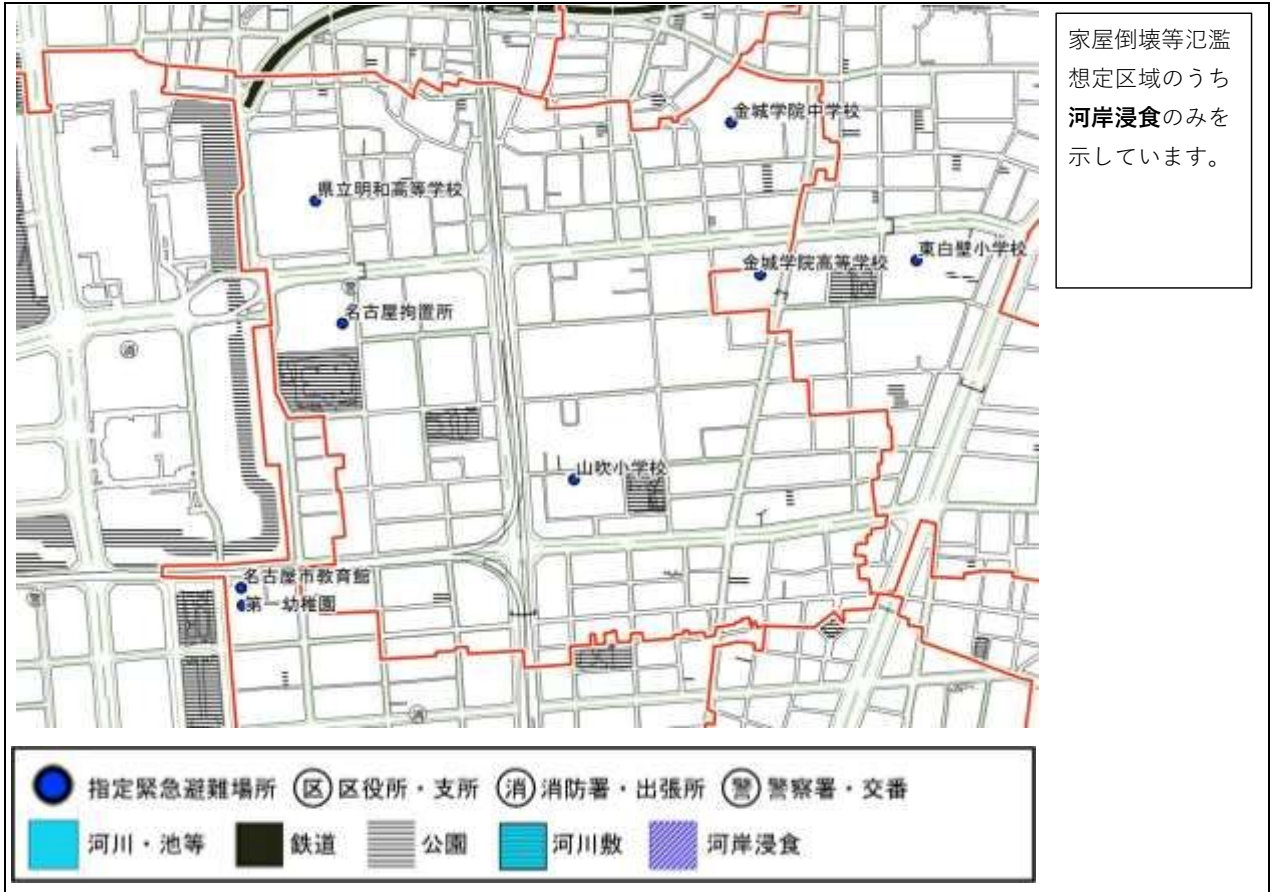 家屋倒壊等氾濫
想定区域のうち
河岸浸食のみを
示しています。
金城学院中学校
県立明和高等学校
東白壁小学校
金城学院高等学校
名古屋拘置所
消
山吹小学校
名古屋市教育館
第一幼稚園
消
指定緊急避難場所 区 区役所・支所 消 消防署・出張所 警 警察署・交番
河川・池等 鉄道 公園 河川敷 河岸浸食